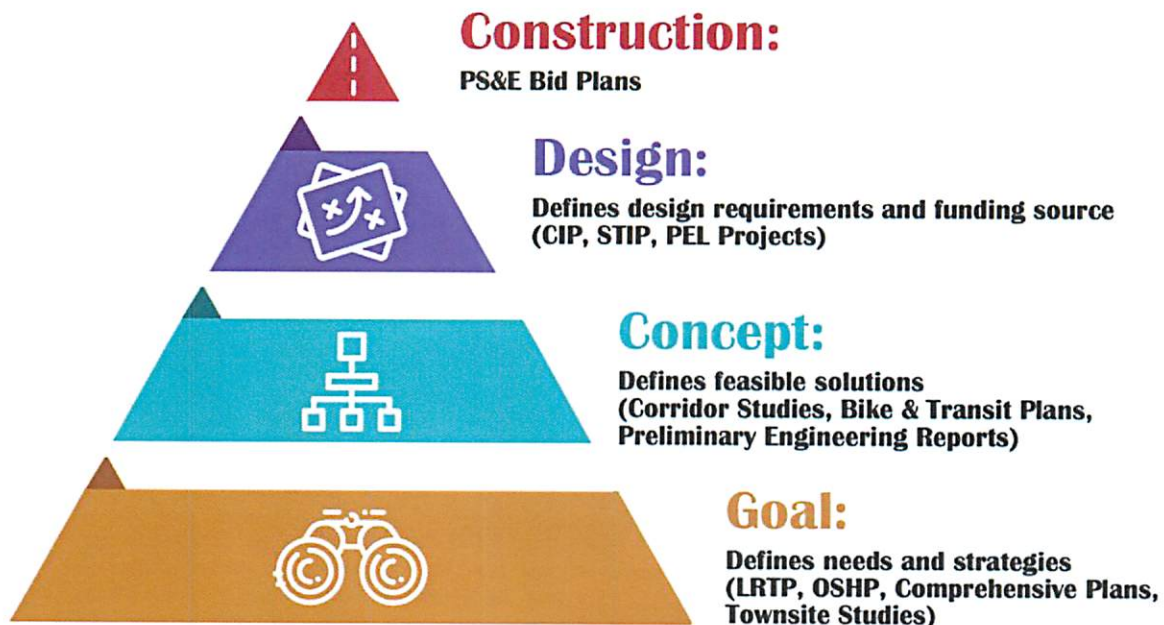 Construction:
PS&E Bid Plans
Design:
Defines design requirements and funding source
(CIP, STIP, PEL Projects)
Concept:
Defines feasible solutions
(Corridor Studies, Bike & Transit Plans,
Preliminary Engineering Reports)
Goal:
Defines needs and strategies
(LRTP, OSHP, Comprehensive Plans,
Townsite Studies)